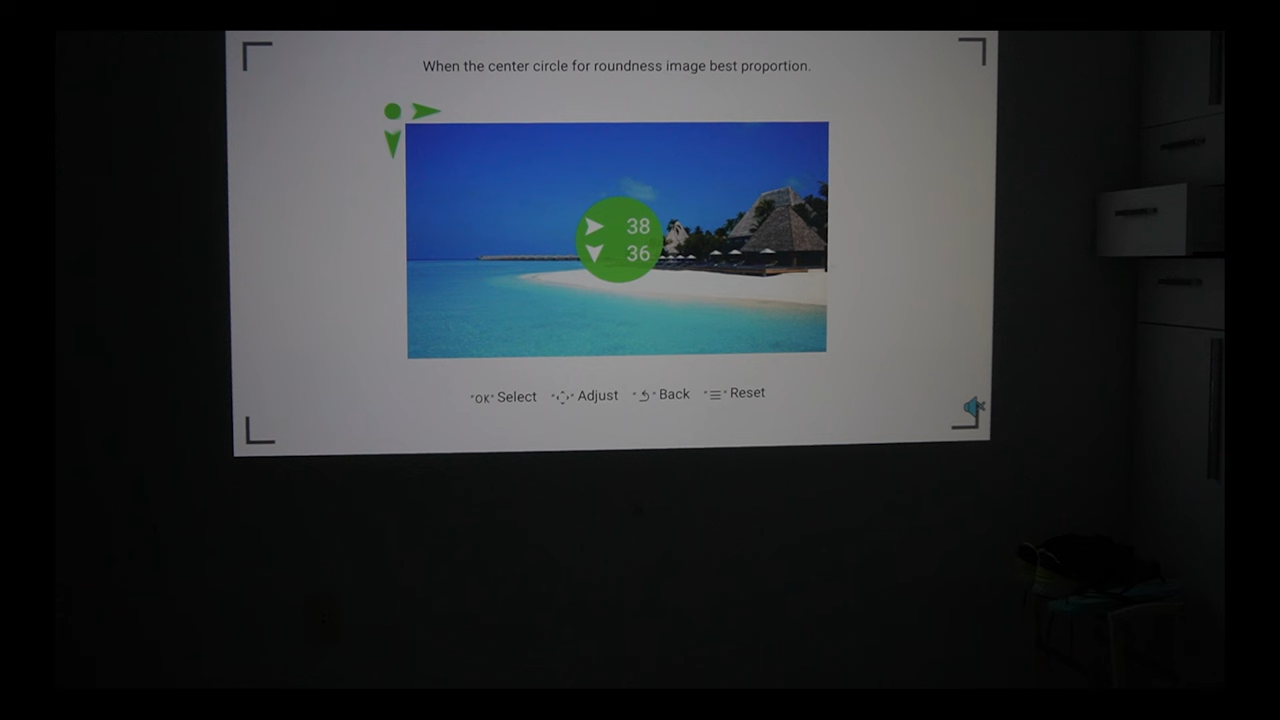 When the center circle for roundness image best proportion.
38
36
"OK" Select " " Adjust " " Back " " Reset